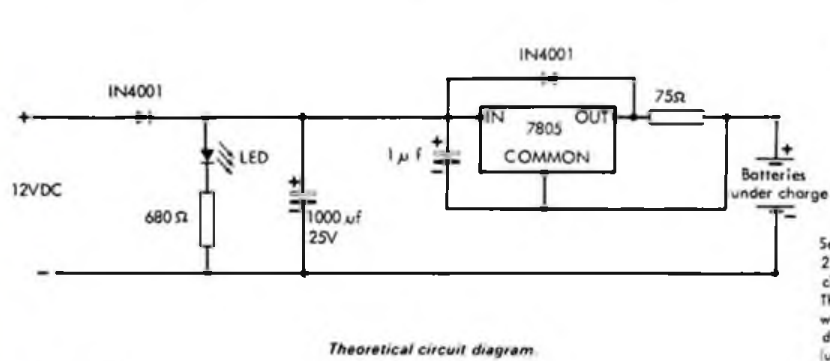 IN4001
IN4001
75Ω
+
IN
7805
OUT
COMMON
LED
1 μ f
+
-
+
Batteries
under charge
-
12VDC
680 Ω
+
-
1000 uf
25V
-
Theoretical circuit diagram.